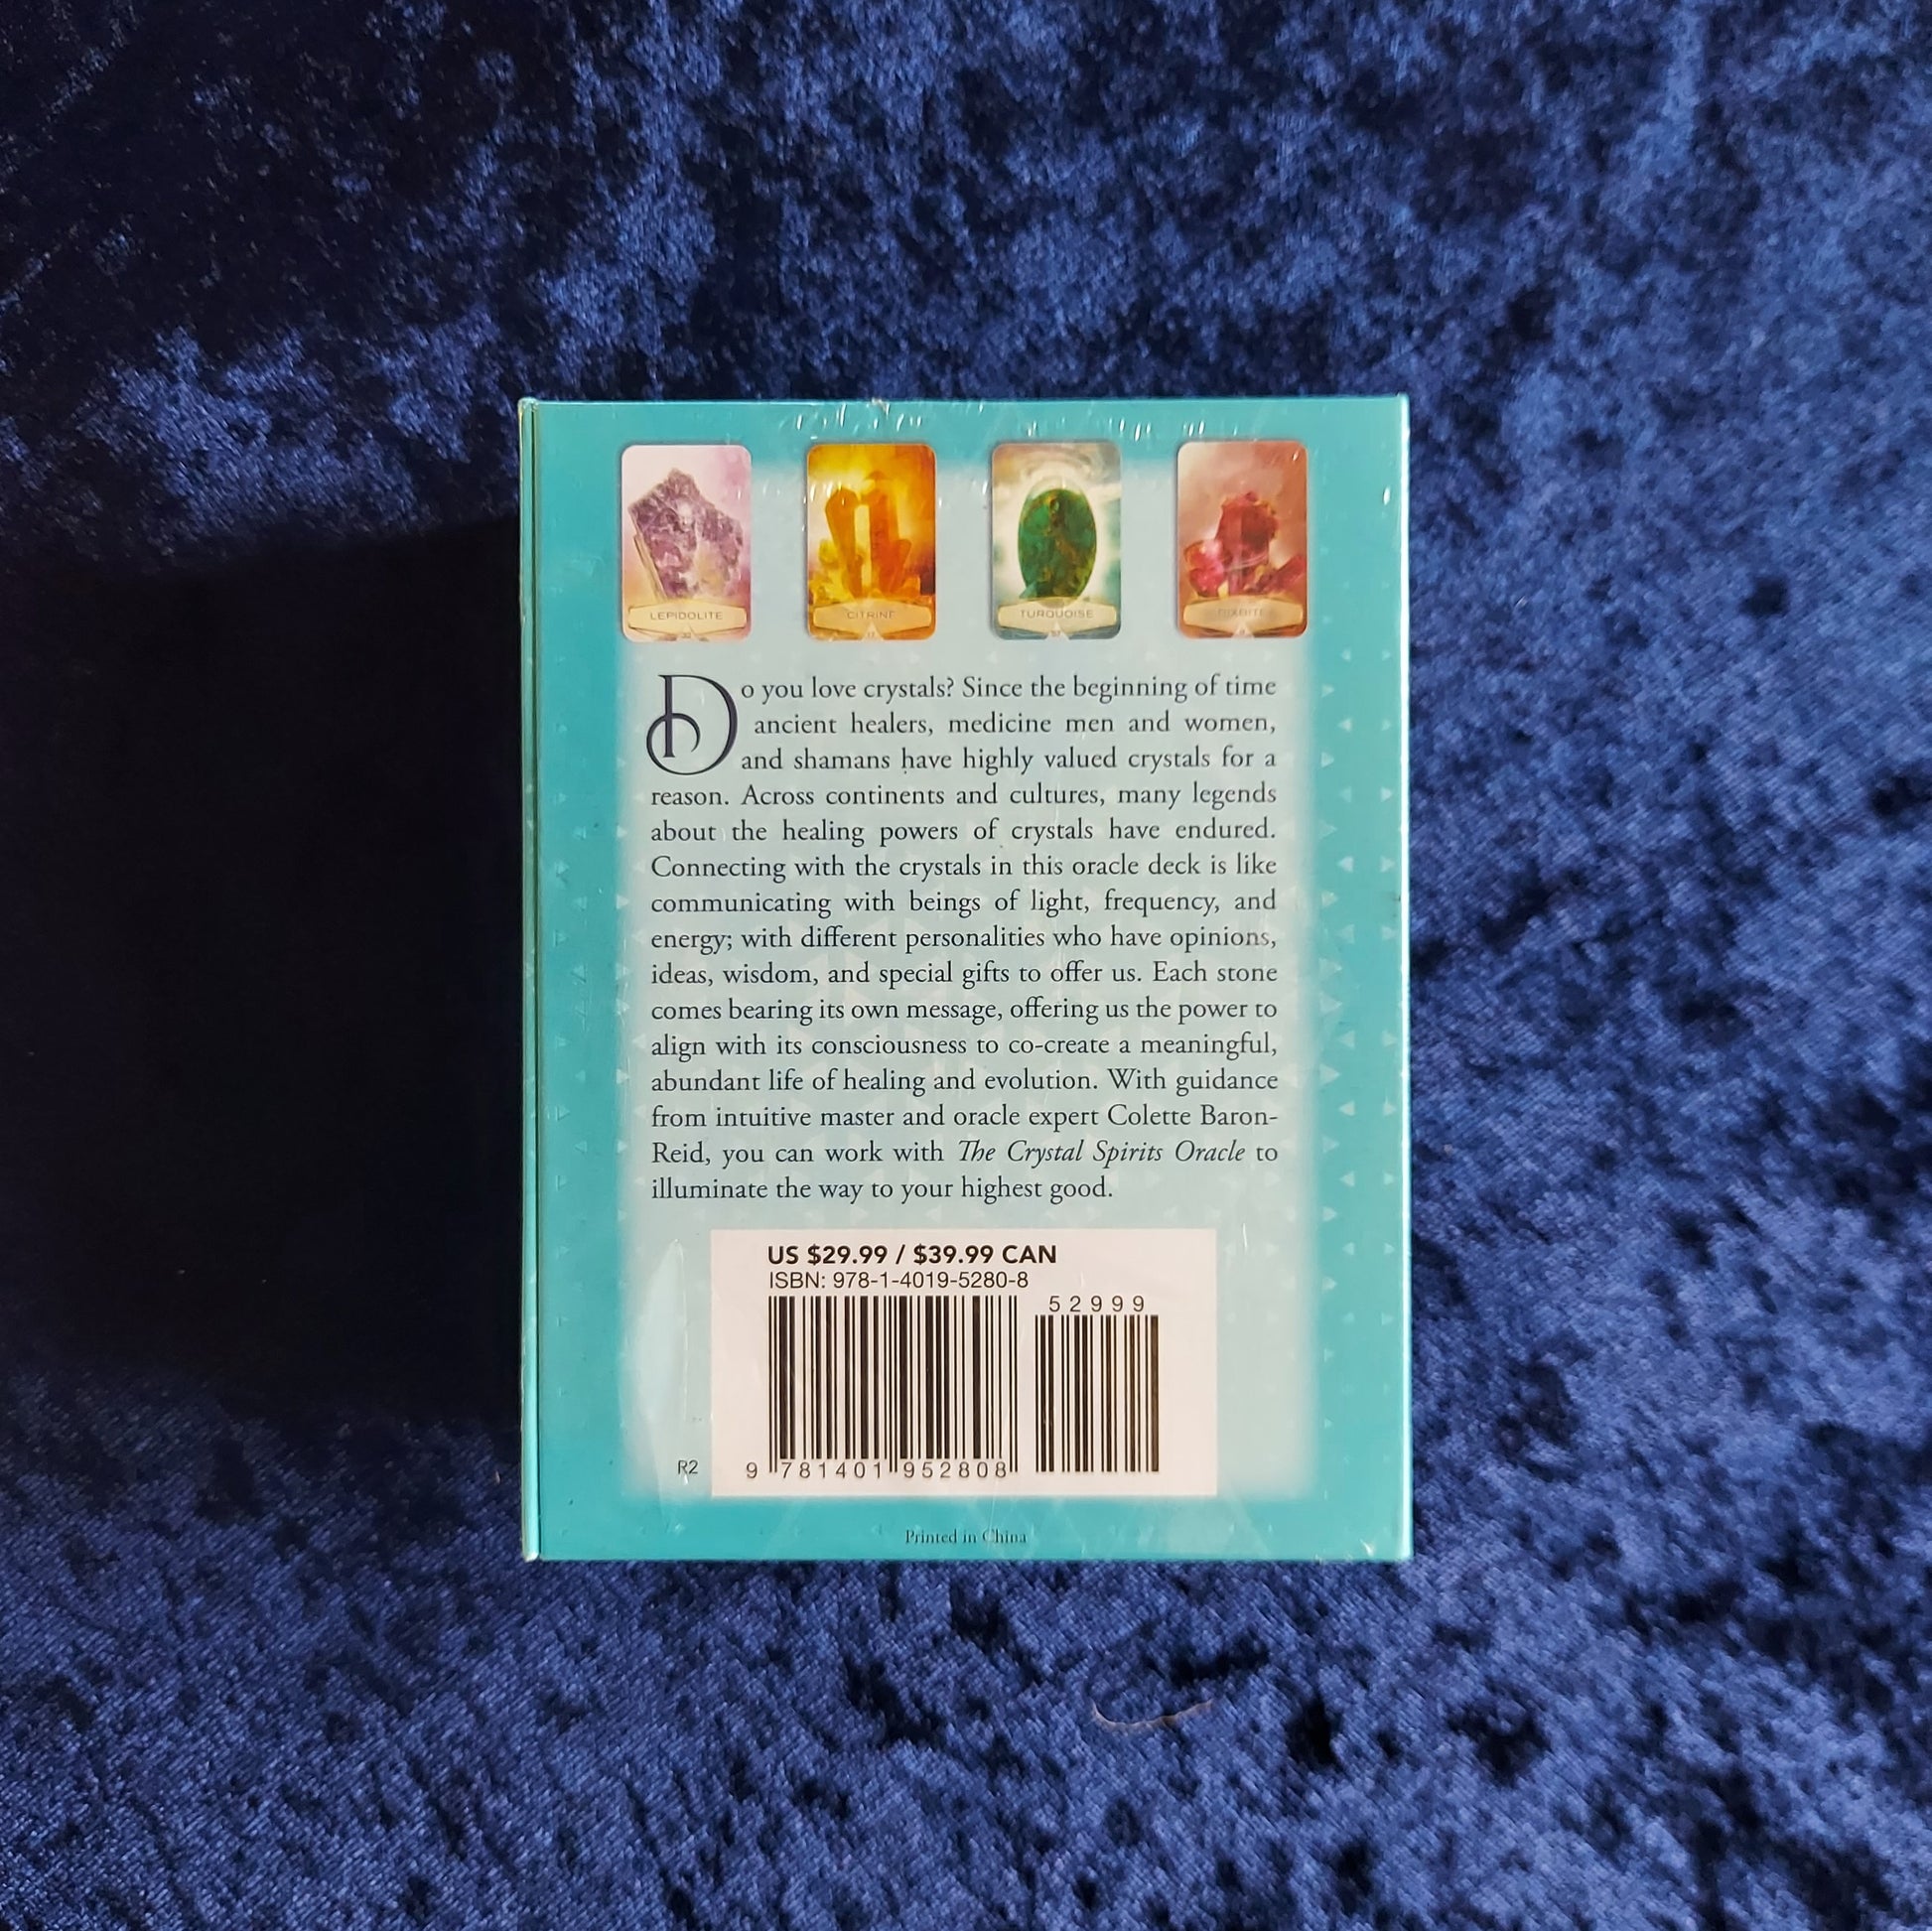 LEPIDOLITE
CITRINE
TURQUOISE
BIXBITE
Do you love crystals? Since the beginning of time
ancient healers, medicine men and women,
and shamans have highly valued crystals for a
reason. Across continents and cultures, many legends
about the healing powers of crystals have endured.
Connecting with the crystals in this oracle deck is like
communicating with beings of light, frequency, and
energy; with different personalities who have opinions,
ideas, wisdom, and special gifts to offer us. Each stone
comes bearing its own message, offering us the power to
align with its consciousness to co-create a meaningful,
abundant life of healing and evolution. With guidance
from intuitive master and oracle expert Colette Baron-
Reid, you can work with The Crystal Spirits Oracle to
illuminate the way to your highest good.
US $29.99 / $39.99 CAN
ISBN: 978-1-4019-5280-8
52999
R2
9 781401 952808
Printed in China